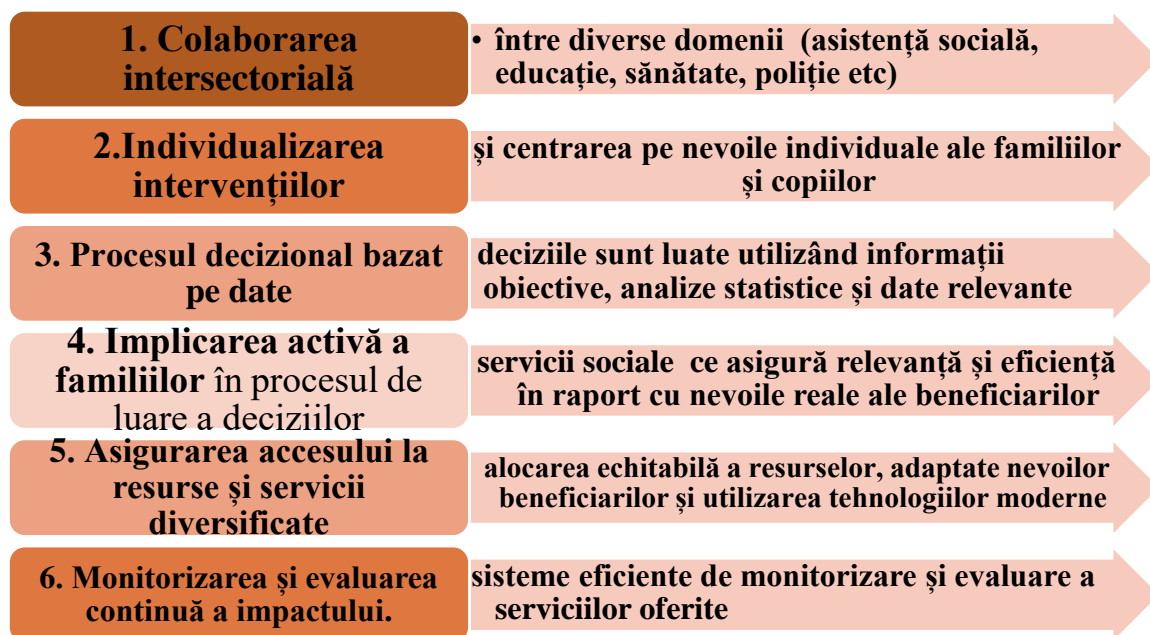 1. Colaborarea
intersectorială
• între diverse domenii (asistență socială,
educație, sănătate, poliție etc)
2.Individualizarea
intervențiilor
și centrarea pe nevoile individuale ale familiilor
și copiilor
3. Procesul decizional bazat
pe date
deciziile sunt luate utilizând informații
obiective, analize statistice și date relevante
4. Implicarea activă a
familiilor în procesul de
luare a deciziilor
servicii sociale ce asigură relevanță și eficiență
în raport cu nevoile reale ale beneficiarilor
5. Asigurarea accesului la
resurse și servicii
diversificate
alocarea echitabilă a resurselor, adaptate nevoilor
beneficiarilor și utilizarea tehnologiilor moderne
6. Monitorizarea și evaluarea
continuă a impactului.
sisteme eficiente de monitorizare și evaluare a
serviciilor oferite